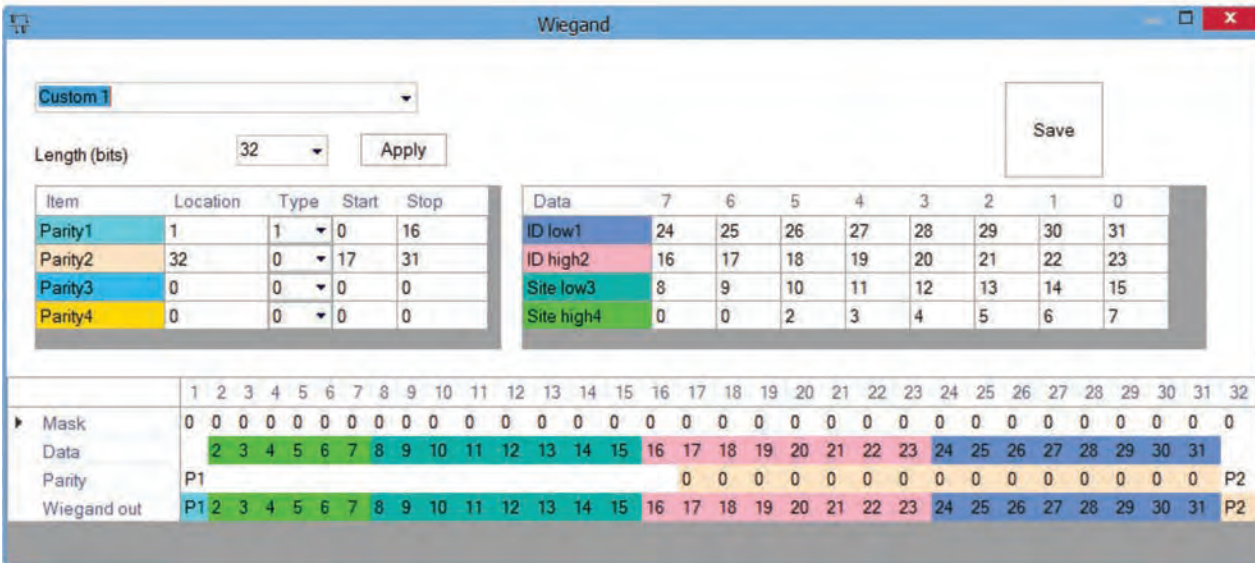 Wiegand
Custom 1
Save
Length (bits) 32 Apply
Item Location Type Start Stop
Parity1 1 1 0 16
Parity2 32 0 17 31
Parity3 0 0 0 0
Parity4 0 0 0 0
Data 7 6 5 4 3 2 1 0
ID low1 24 25 26 27 28 29 30 31
ID high2 16 17 18 19 20 21 22 23
Site low3 8 9 10 11 12 13 14 15
Site high4 0 0 2 3 4 5 6 7
1 2 3 4 5 6 7 8 9 10 11 12 13 14 15 16 17 18 19 20 21 22 23 24 25 26 27 28 29 30 31 32
Mask 0 0 0 0 0 0 0 0 0 0 0 0 0 0 0 0 0 0 0 0 0 0 0 0 0 0 0 0 0 0 0 0
Data 2 3 4 5 6 7 8 9 10 11 12 13 14 15 16 17 18 19 20 21 22 23 24 25 26 27 28 29 30 31
Parity P1 0 0 0 0 0 0 0 0 0 0 0 0 0 0 0 P2
Wiegand out P1 2 3 4 5 6 7 8 9 10 11 12 13 14 15 16 17 18 19 20 21 22 23 24 25 26 27 28 29 30 31 P2